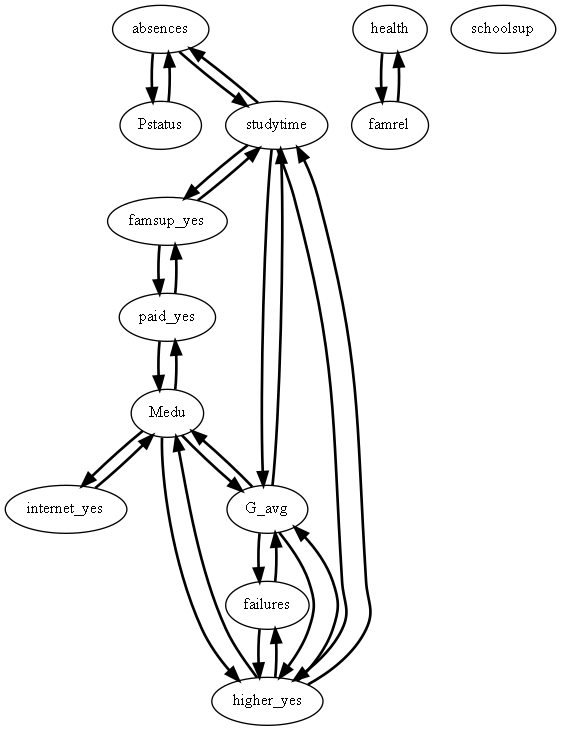 absences
health
schoolsup
Pstatus
studytime
famrel
famsup_yes
paid_yes
Medu
internet_yes
G_avg
failures
higher_yes